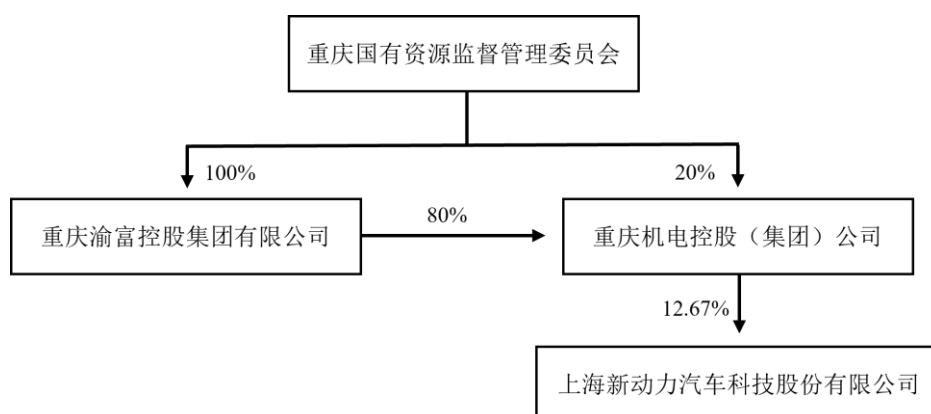 重庆国有资源监督管理委员会
100%
20%
重庆渝富控股集团有限公司
80%
重庆机电控股（集团）公司
12.67%
上海新动力汽车科技股份有限公司